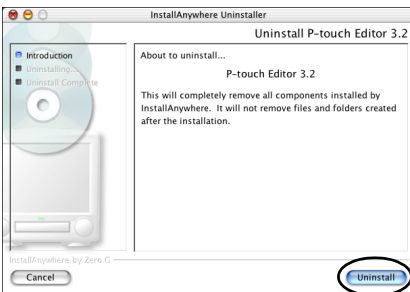 InstallAnywhere Uninstaller
Uninstall P-touch Editor 3.2
Introduction
Uninstalling...
Uninstall Complete
About to uninstall...
P-touch Editor 3.2
This will completely remove all components installed by
InstallAnywhere. It will not remove files and folders created
after the installation.
InstallAnywhere by Zero G
Cancel
Uninstall